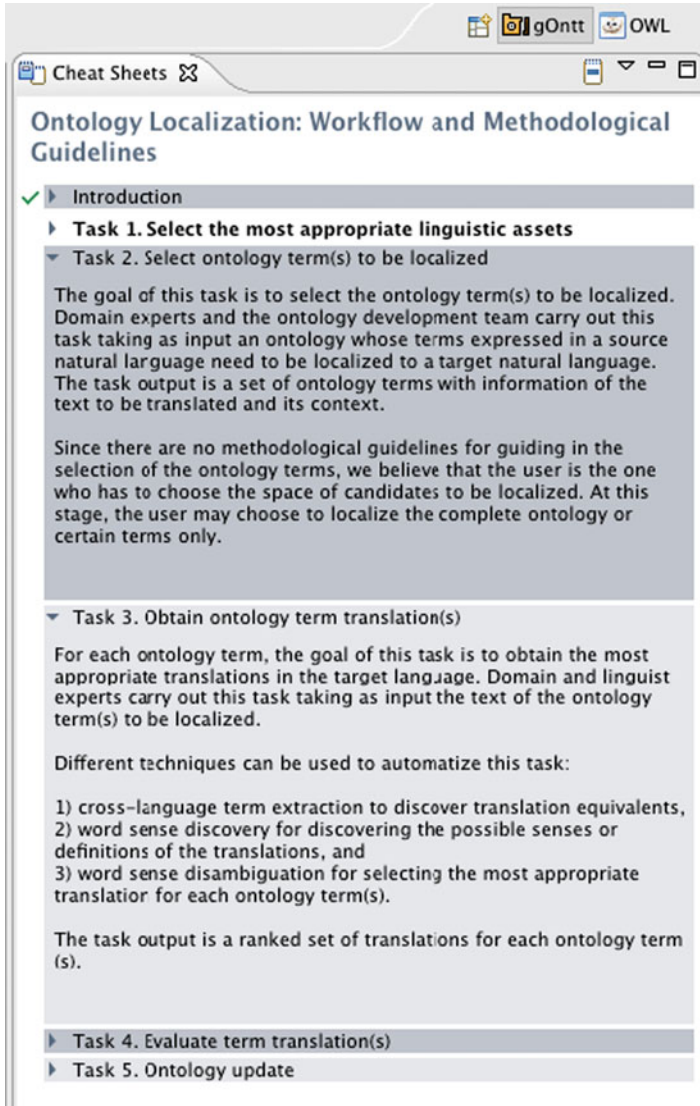 gOntt OWL
Cheat Sheets
Ontology Localization: Workflow and Methodological
Guidelines
Introduction
Task 1. Select the most appropriate linguistic assets
Task 2. Select ontology term(s) to be localized
The goal of this task is to select the ontology term(s) to be localized.
Domain experts and the ontology development team carry out this
task taking as input an ontology whose terms expressed in a source
natural language need to be localized to a target natural language.
The task output is a set of ontology terms with information of the
text to be translated and its context.
Since there are no methodological guidelines for guiding in the
selection of the ontology terms, we believe that the user is the one
who has to choose the space of candidates to be localized. At this
stage, the user may choose to localize the complete ontology or
certain terms only.
Task 3. Obtain ontology term translation(s)
For each ontology term, the goal of this task is to obtain the most
appropriate translations in the target language. Domain and linguist
experts carry out this task taking as input the text of the ontology
term(s) to be localized.
Different techniques can be used to automatize this task:
1) cross-language term extraction to discover translation equivalents,
2) word sense discovery for discovering the possible senses or
definitions of the translations, and
3) word sense disambiguation for selecting the most appropriate
translation for each ontology term(s).
The task output is a ranked set of translations for each ontology term
(s).
Task 4. Evaluate term translation(s)
Task 5. Ontology update